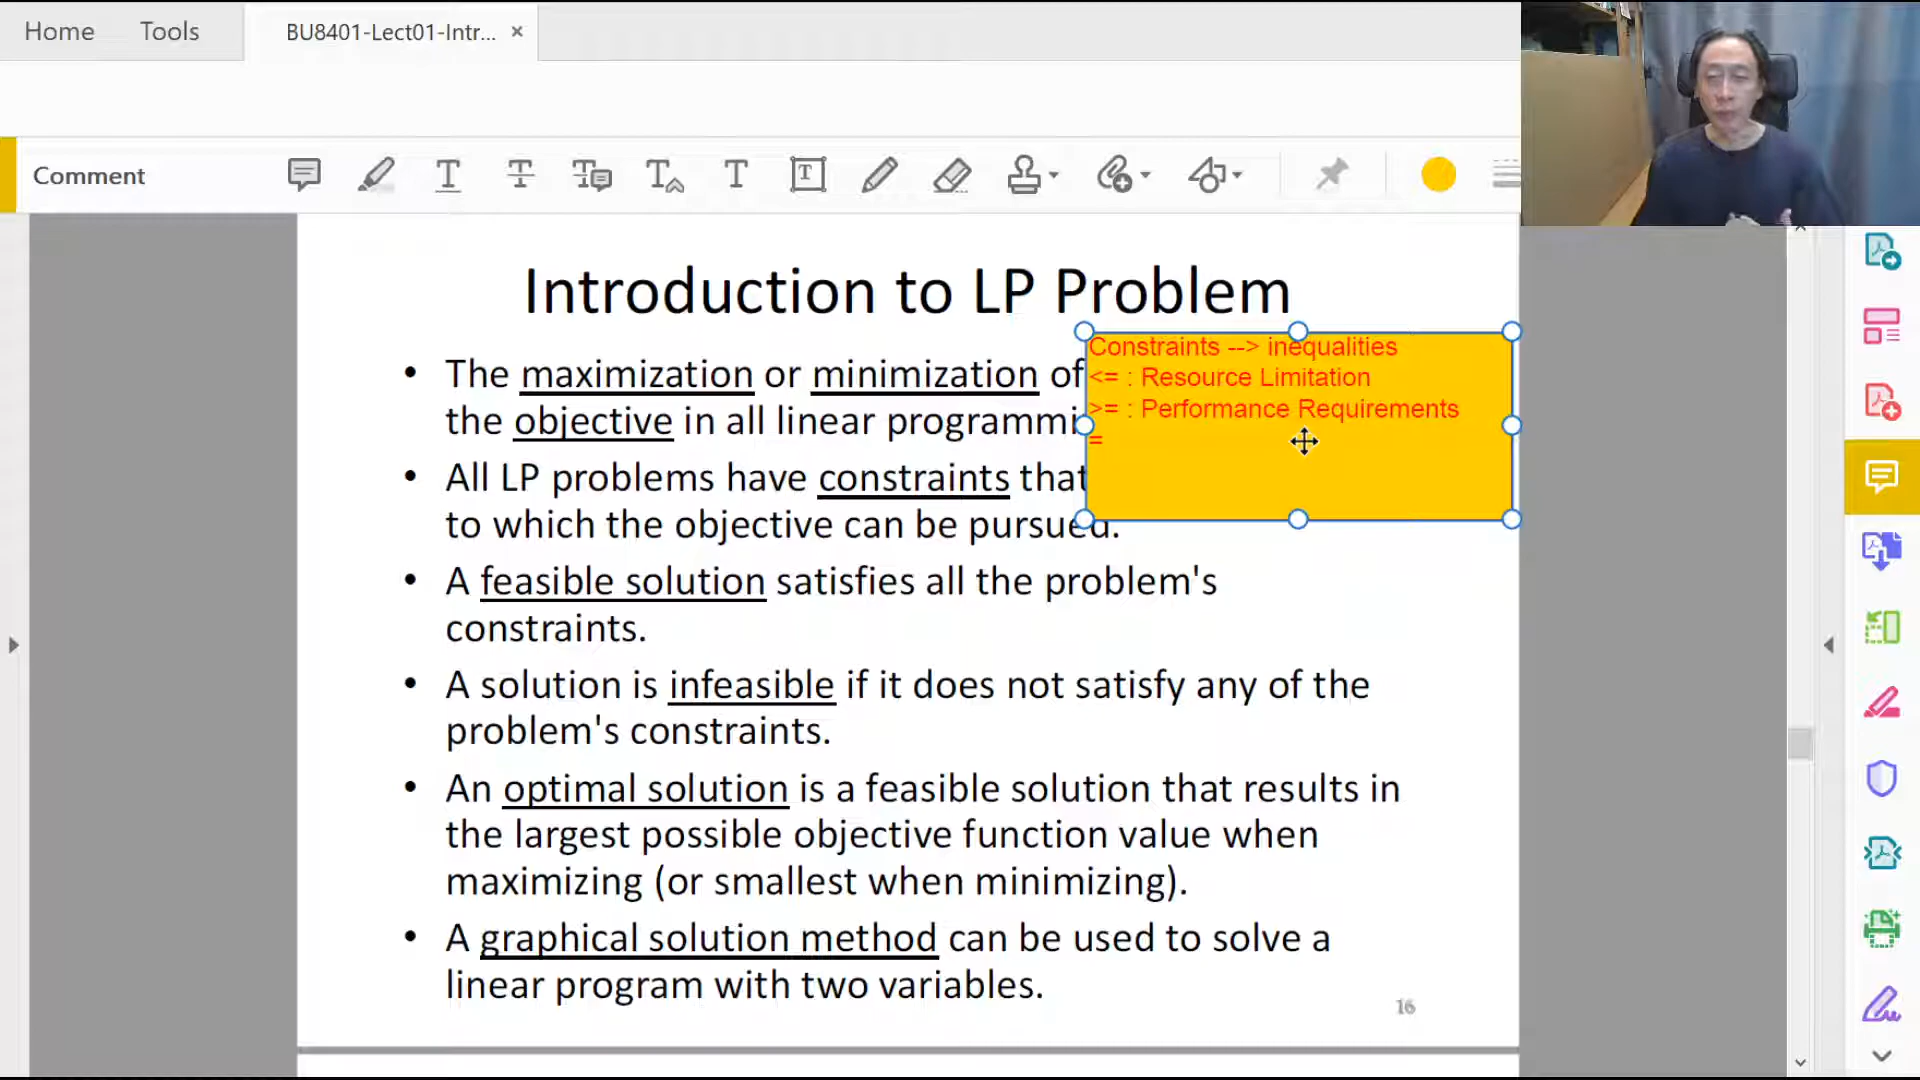 Home
Tools
BU8401-Lect01-Intr...
Comment
Introduction to LP Problem
• The maximization or minimization of
the objective in all linear programmi
• All LP problems have constraints that
to which the objective can be pursued.
• A feasible solution satisfies all the problem's
constraints.
• A solution is infeasible if it does not satisfy any of the
problem's constraints.
• An optimal solution is a feasible solution that results in
the largest possible objective function value when
maximizing (or smallest when minimizing).
• A graphical solution method can be used to solve a
linear program with two variables.
Constraints --> inequalities
<= : Resource Limitation
>= : Performance Requirements
=
16